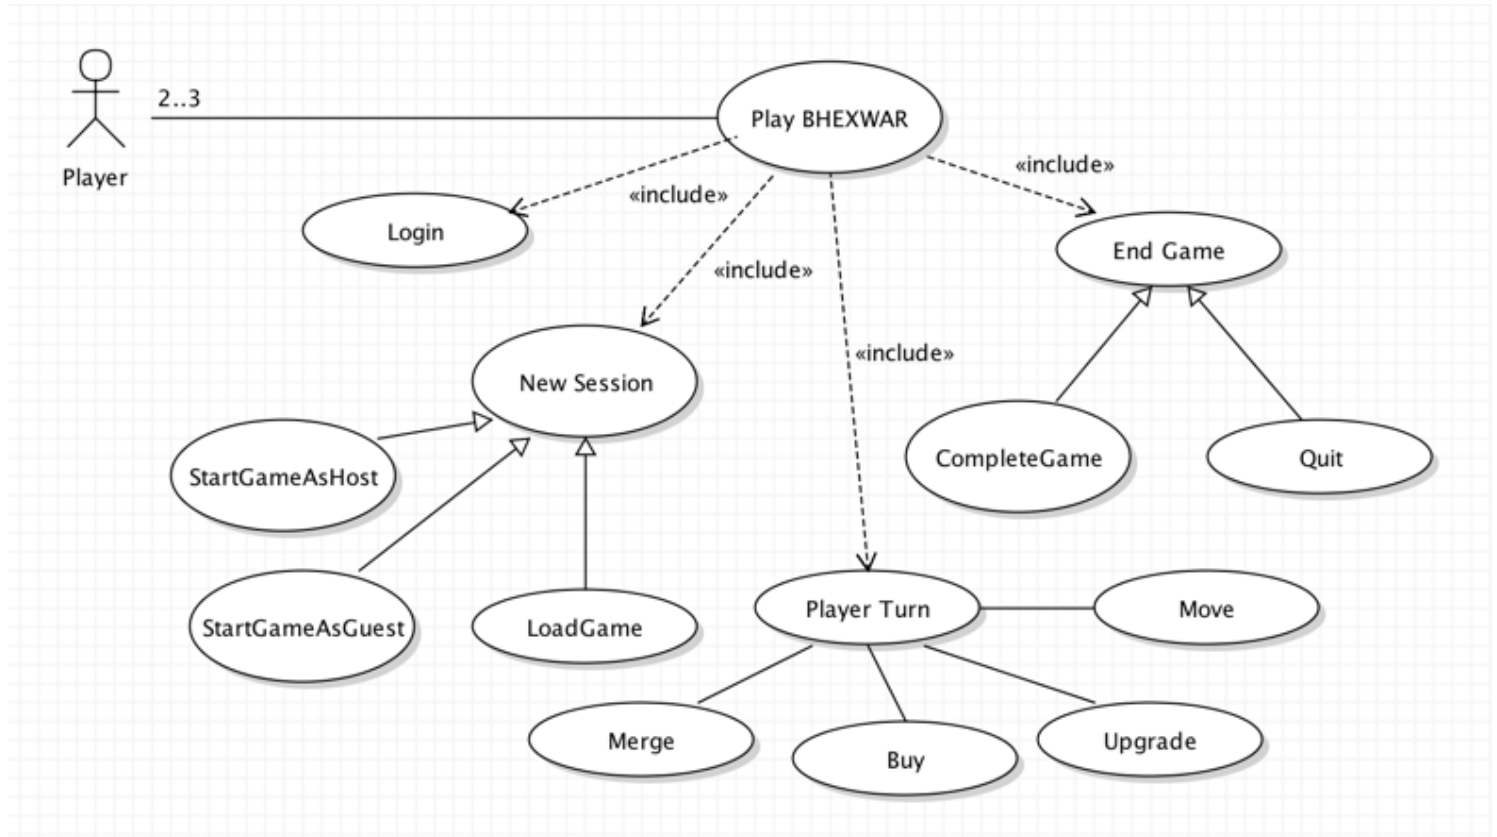 2..3
Play BHEXWAR
Player
«include»
«include»
Login
End Game
«include»
«include»
New Session
StartGameAsHost
CompleteGame
Quit
StartGameAsGuest
LoadGame
Player Turn
Move
Merge
Buy
Upgrade